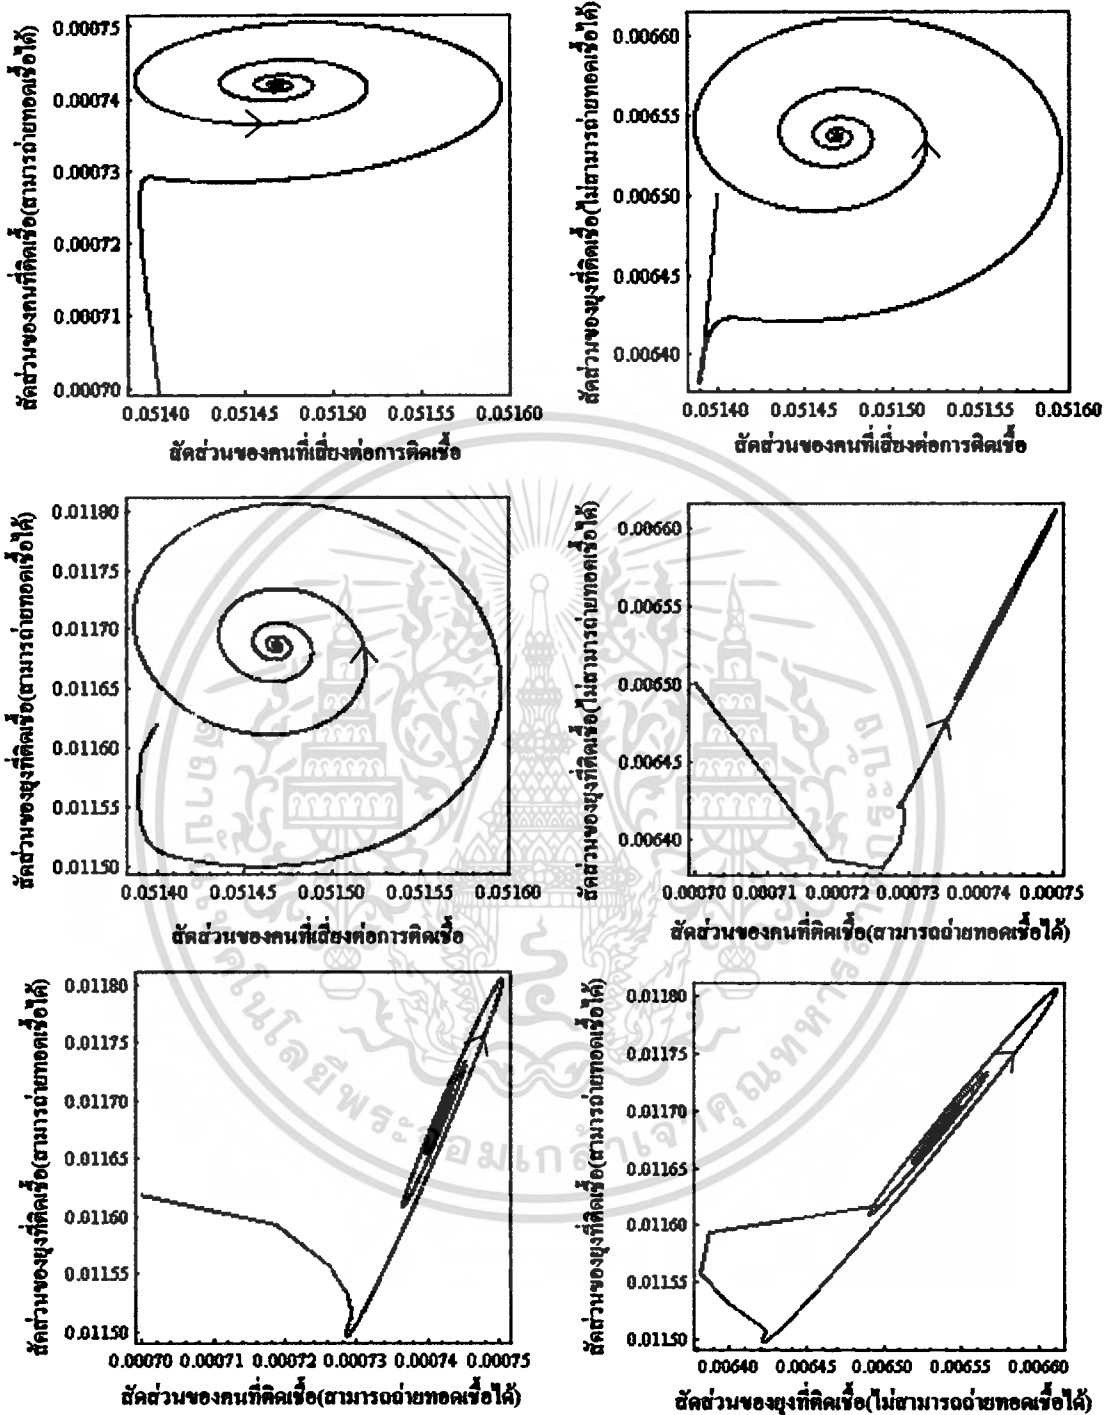 สัดส่วนของคนที่ติดเชื้อ(สามารถถ่ายทอดเชื้อได้)
0.00075
0.00074
0.00073
0.00072
0.00071
0.00070
0.05140 0.05145 0.05150 0.05155 0.05160
สัดส่วนของคนที่เสี่ยงต่อการติดเชื้อ
สัดส่วนของยุงที่ติดเชื้อ(ไม่สามารถถ่ายทอดเชื้อได้)
0.00660
0.00655
0.00650
0.00645
0.00640
0.05140 0.05145 0.05150 0.05155 0.05160
สัดส่วนของคนที่เสี่ยงต่อการติดเชื้อ
สัดส่วนของยุงที่ติดเชื้อ(สามารถถ่ายทอดเชื้อได้)
0.01180
0.01175
0.01170
0.01165
0.01160
0.01155
0.01150
0.05140 0.05145 0.05150 0.05155 0.05160
สัดส่วนของคนที่เสี่ยงต่อการติดเชื้อ
สัดส่วนของยุงที่ติดเชื้อ(ไม่สามารถถ่ายทอดเชื้อได้)
0.00660
0.00655
0.00650
0.00645
0.00640
0.00070 0.00071 0.00072 0.00073 0.00074 0.00075
สัดส่วนของคนที่ติดเชื้อ(สามารถถ่ายทอดเชื้อได้)
สัดส่วนของยุงที่ติดเชื้อ(สามารถถ่ายทอดเชื้อได้)
0.01180
0.01175
0.01170
0.01165
0.01160
0.01155
0.01150
0.00070 0.00071 0.00072 0.00073 0.00074 0.00075
สัดส่วนของคนที่ติดเชื้อ(สามารถถ่ายทอดเชื้อได้)
สัดส่วนของยุงที่ติดเชื้อ(สามารถถ่ายทอดเชื้อได้)
0.01180
0.01175
0.01170
0.01165
0.01160
0.01155
0.01150
0.00640 0.00645 0.00650 0.00655 0.00660
สัดส่วนของยุงที่ติดเชื้อ(ไม่สามารถถ่ายทอดเชื้อได้)